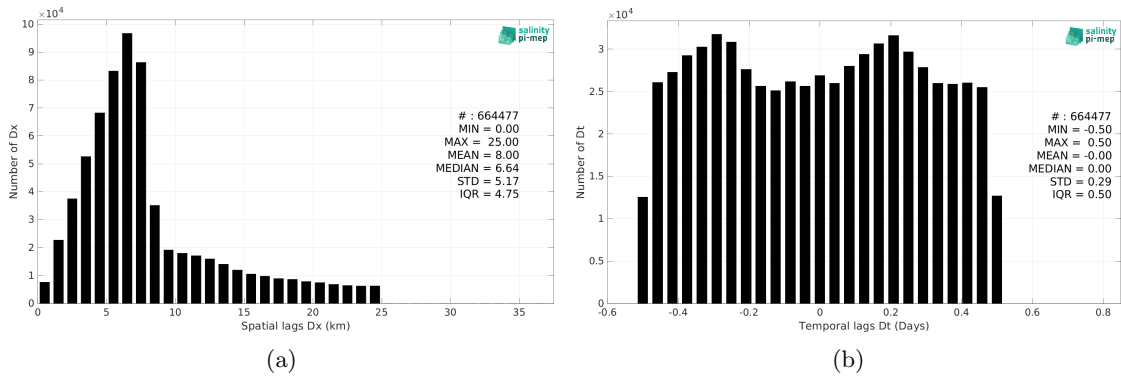 ×10⁴
10
9
8
7
6
5
4
3
2
1
0
Number of Dx
salinity
pi-mep
# : 664477
MIN = 0.00
MAX = 25.00
MEAN = 8.00
MEDIAN = 6.64
STD = 5.17
IQR = 4.75
0 5 10 15 20 25 30 35
Spatial lags Dx (km)
(a)
×10⁴
3
2.5
2
1.5
1
0.5
0
Number of Dt
salinity
pi-mep
# : 664477
MIN = -0.50
MAX = 0.50
MEAN = -0.00
MEDIAN = 0.00
STD = 0.29
IQR = 0.50
-0.6 -0.4 -0.2 0 0.2 0.4 0.6 0.8
Temporal lags Dt (Days)
(b)